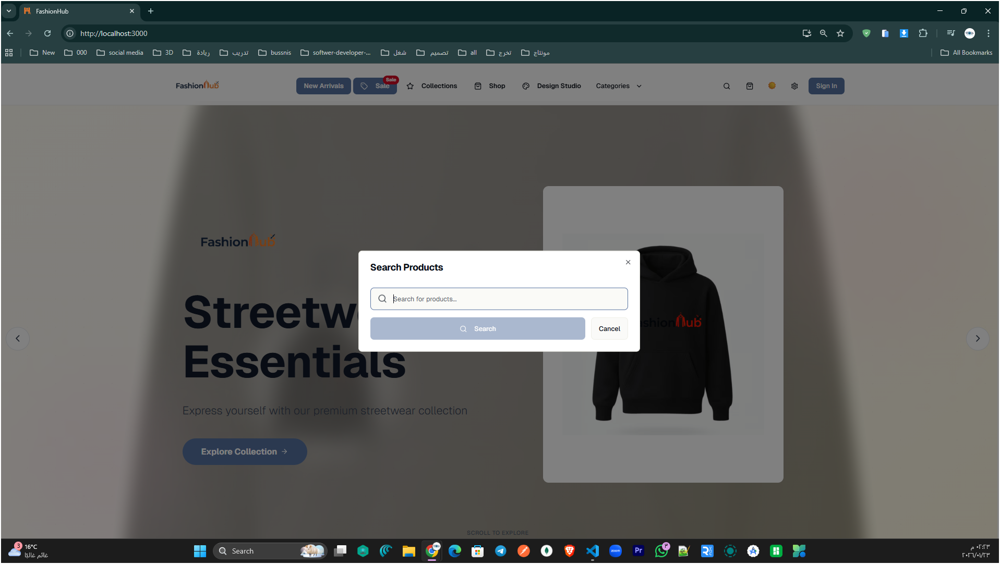 FashionHub
http://localhost:3000
New
000
social media
3D
ريادة
تدريب
bussnis
softwer-developer-...
شغل
تصميم
all
تخرج
مونتاج
All Bookmarks
FashionHub
New Arrivals
Sale
Sale
Collections
Shop
Design Studio
Categories
Sign In
FashionHub
Streetw
Essentials
Express yourself with our premium streetwear collection
Explore Collection →
Search Products
Search for products...
Search
Cancel
shionHub
SCROLL TO EXPLORE
3
16°C
غائم غالبًا
Search
zoom
Pr
٣
٠٢:٢٣ م
٢٠٢٦/٠١/٢٣